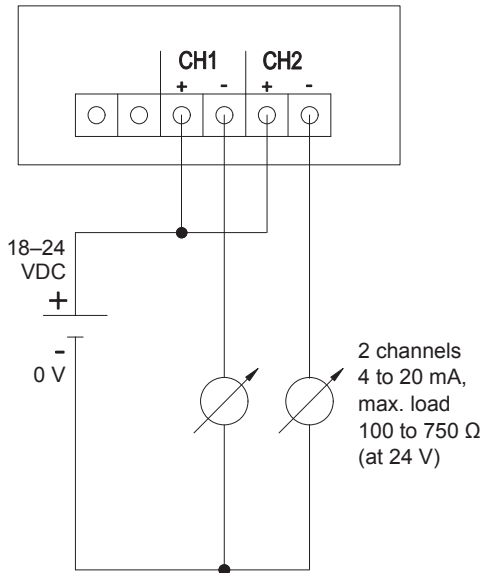 CH1 CH2
+ - + -
18–24
VDC
+
-
0 V
2 channels
4 to 20 mA,
max. load
100 to 750 Ω
(at 24 V)